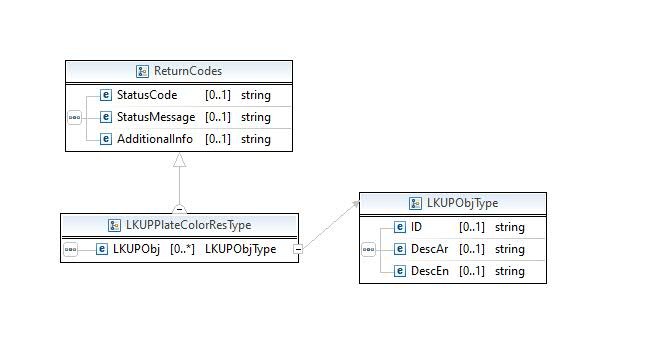 ReturnCodes
StatusCode [0..1] string
StatusMessage [0..1] string
AdditionalInfo [0..1] string
LKUPPlateColorResType
LKUPObj [0..*] LKUPObjType
LKUPObjType
ID [0..1] string
DescAr [0..1] string
DescEn [0..1] string